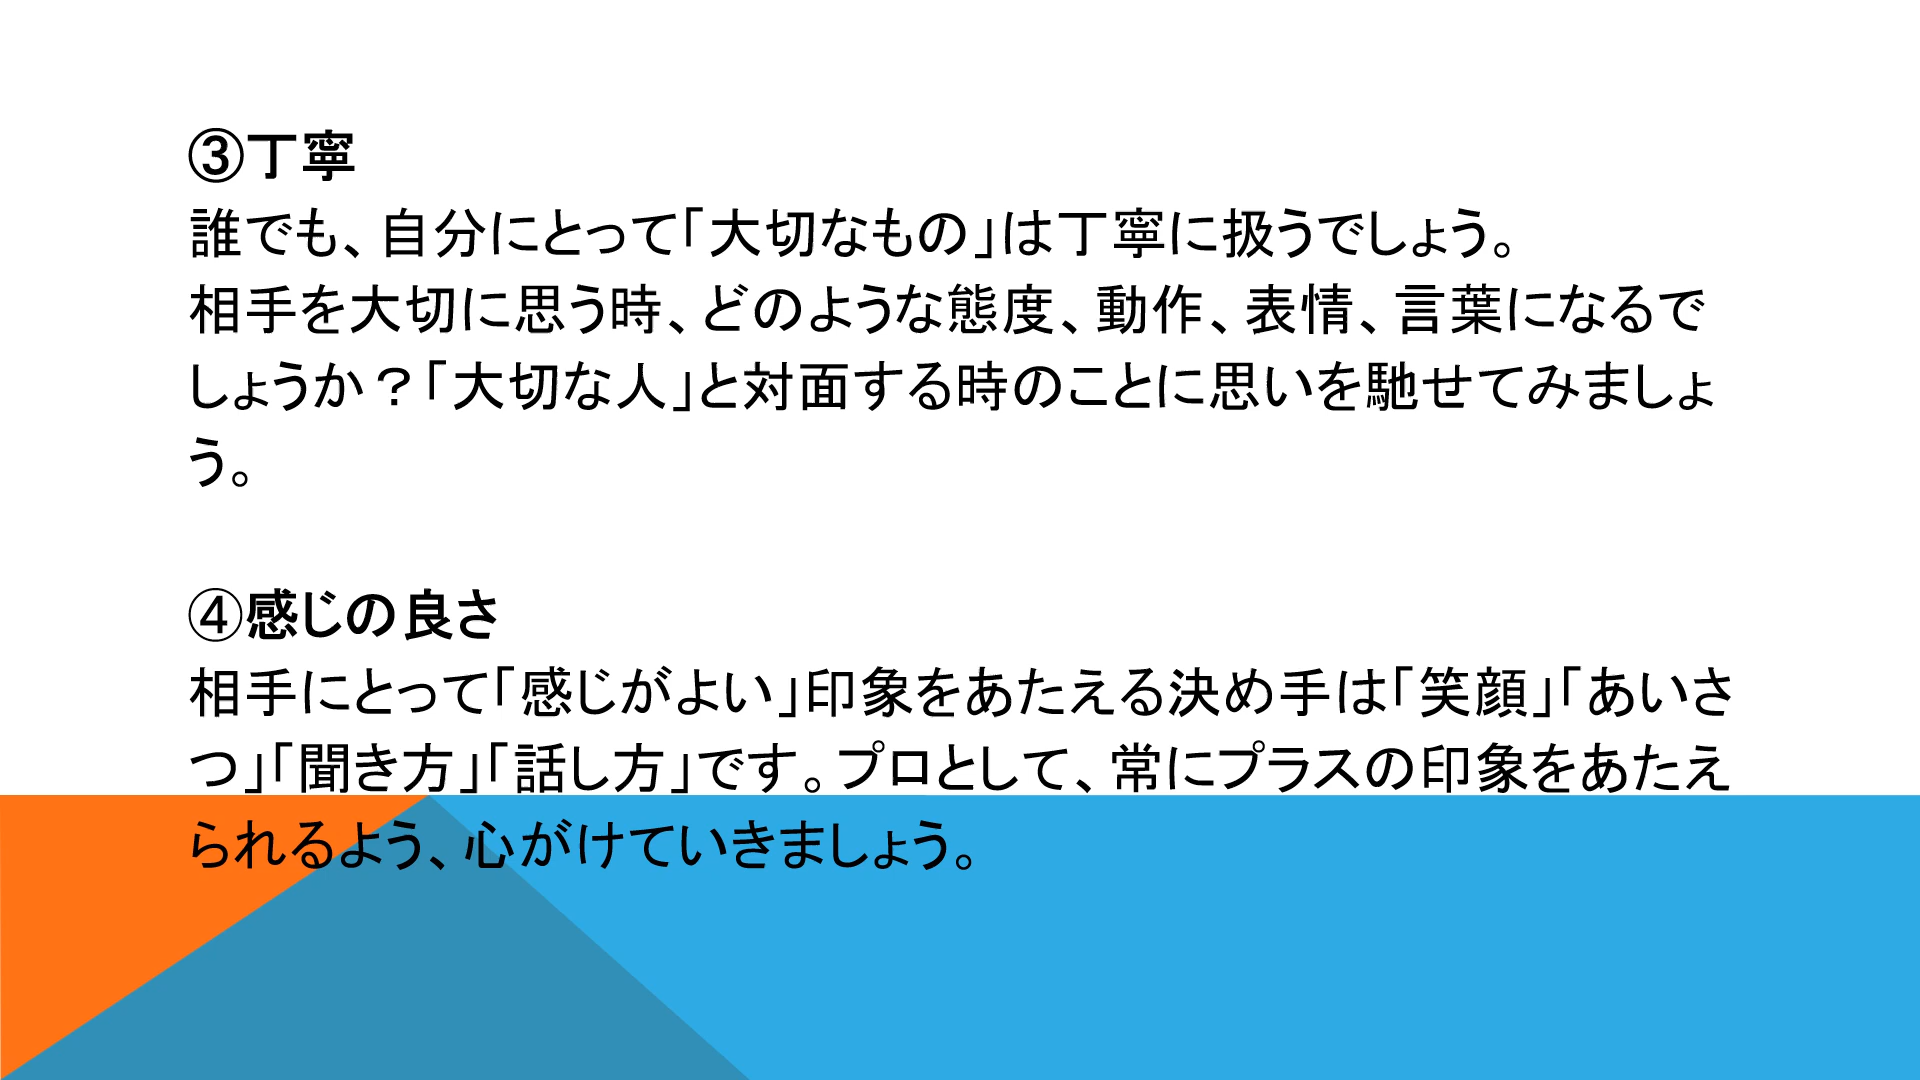 ③丁寧
誰でも、自分にとって「大切なもの」は丁寧に扱うでしょう。
相手を大切に思う時、どのような態度、動作、表情、言葉になるで
しょうか？「大切な人」と対面する時のことに思いを馳せてみましょ
う。
④感じの良さ
相手にとって「感じがよい」印象をあたえる決め手は「笑顔」「あいさ
つ」「聞き方」「話し方」です。プロとして、常にプラスの印象をあたえ
られるよう、心がけていきましょう。